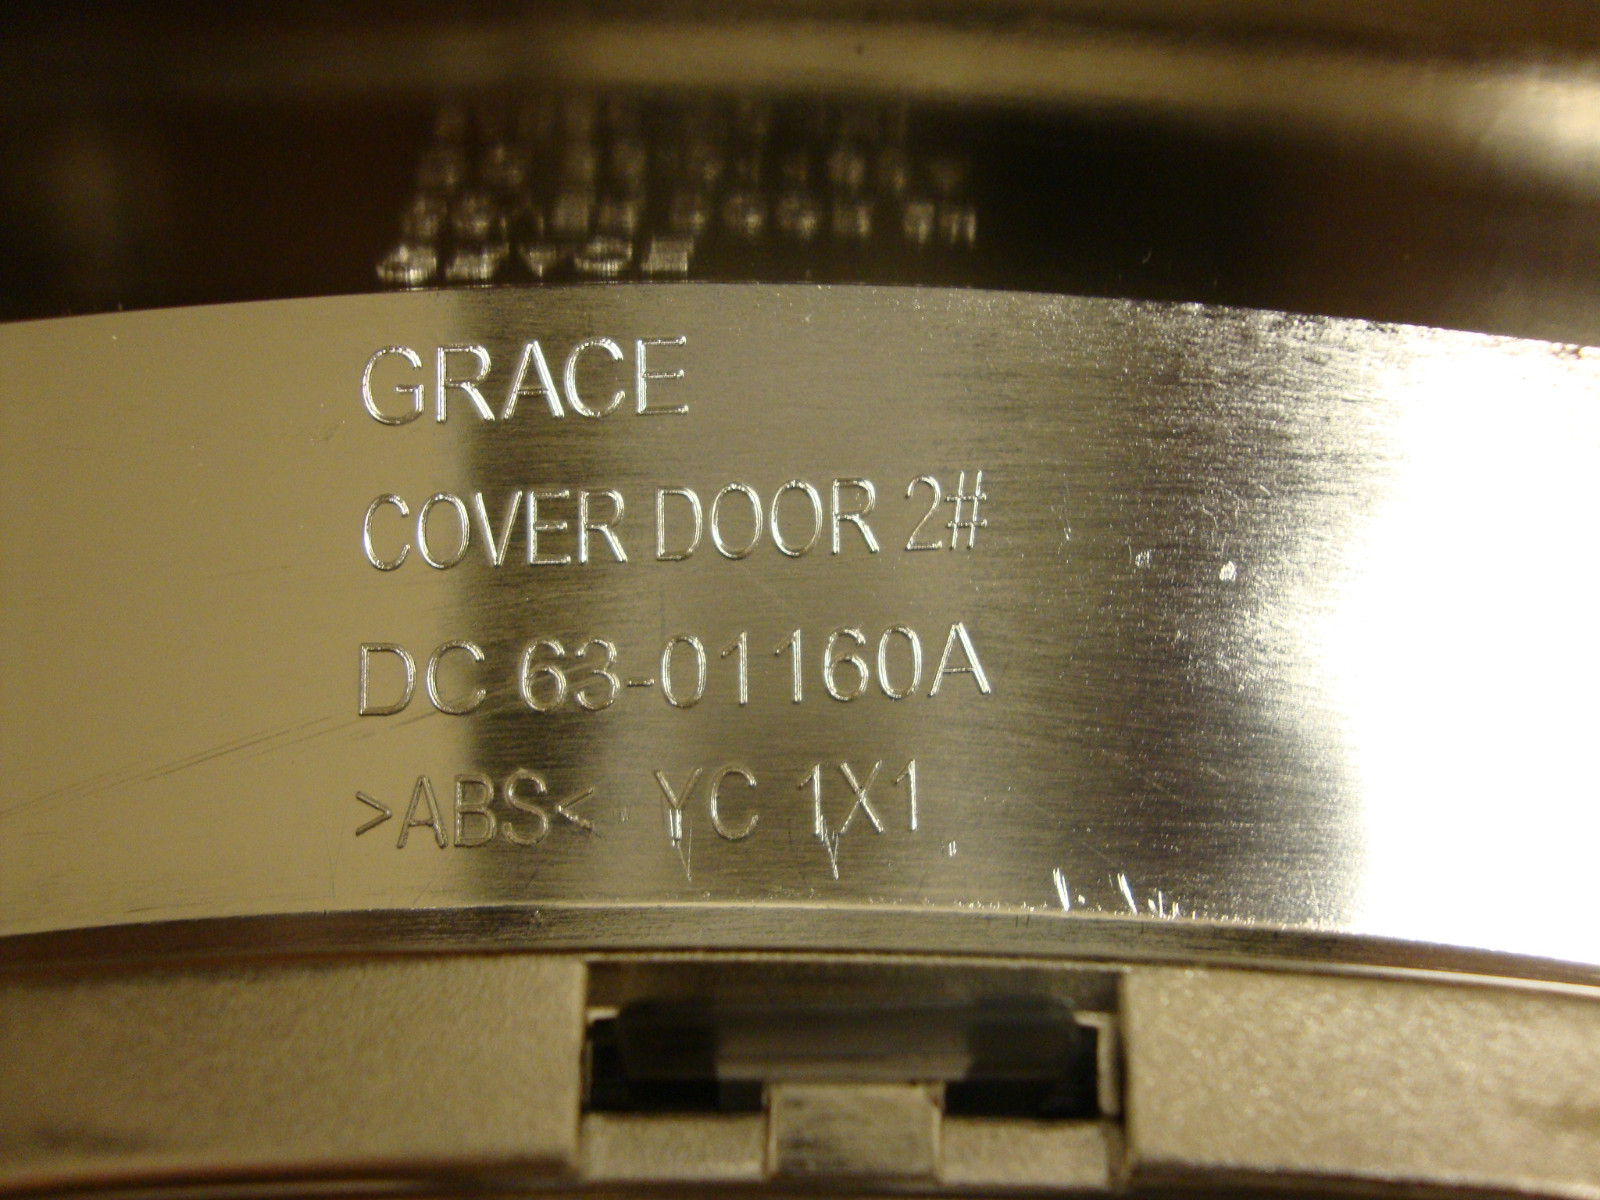 GRACE
COVER DOOR 2#
DC 63-01160A
>ABS< YC 1X1